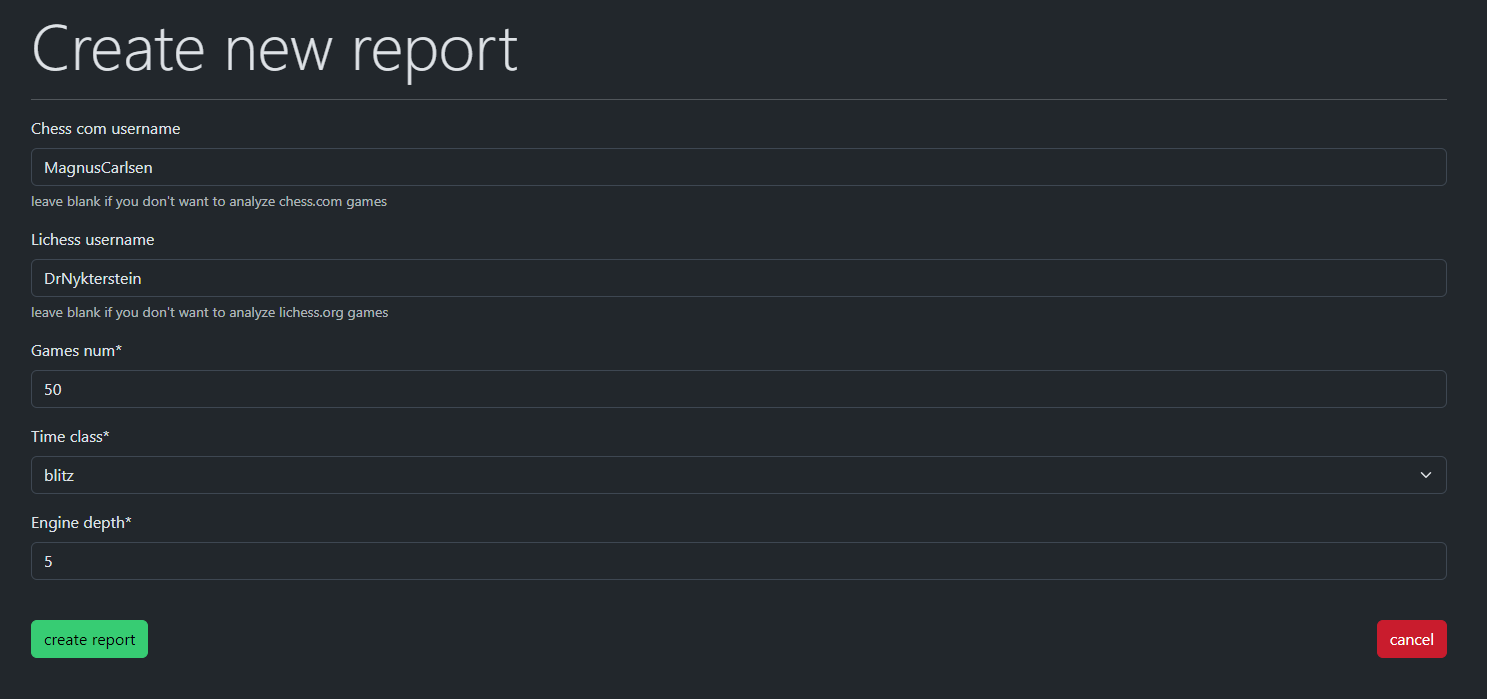 Create new report
Chess com username
MagnusCarlsen
leave blank if you don't want to analyze chess.com games
Lichess username
DrNykterstein
leave blank if you don't want to analyze lichess.org games
Games num*
50
Time class*
blitz
Engine depth*
5
create report
cancel